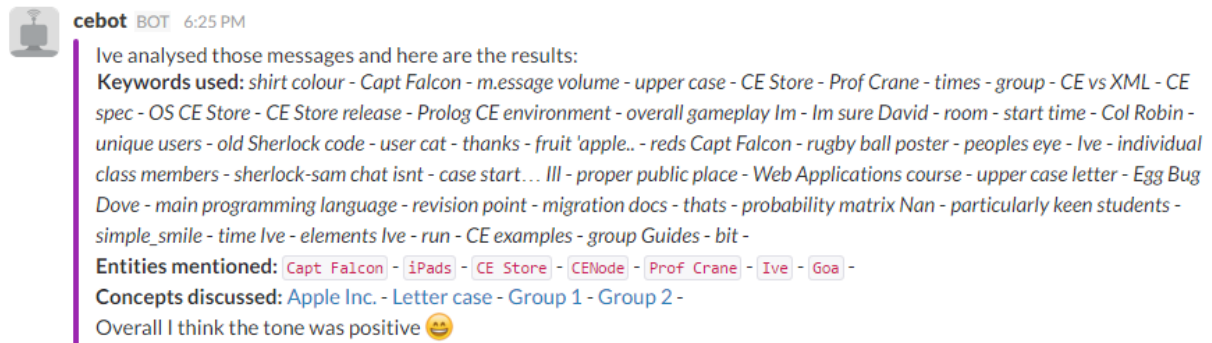 cebot BOT 6:25 PM
Ive analysed those messages and here are the results:
Keywords used: shirt colour - Capt Falcon - m.essage volume - upper case - CE Store - Prof Crane - times - group - CE vs XML - CE
spec - OS CE Store - CE Store release - Prolog CE environment - overall gameplay Im - Im sure David - room - start time - Col Robin -
unique users - old Sherlock code - user cat - thanks - fruit 'apple.. - reds Capt Falcon - rugby ball poster - peoples eye - Ive - individual
class members - sherlock-sam chat isnt - case start... Ill - proper public place - Web Applications course - upper case letter - Egg Bug
Dove - main programming language - revision point - migration docs - thats - probability matrix Nan - particularly keen students -
simple_smile - time Ive - elements Ive - run - CE examples - group Guides - bit -
Entities mentioned: Capt Falcon - iPads - CE Store - CENode - Prof Crane - Ive - Goa -
Concepts discussed: Apple Inc. - Letter case - Group 1 - Group 2 -
Overall I think the tone was positive 😄